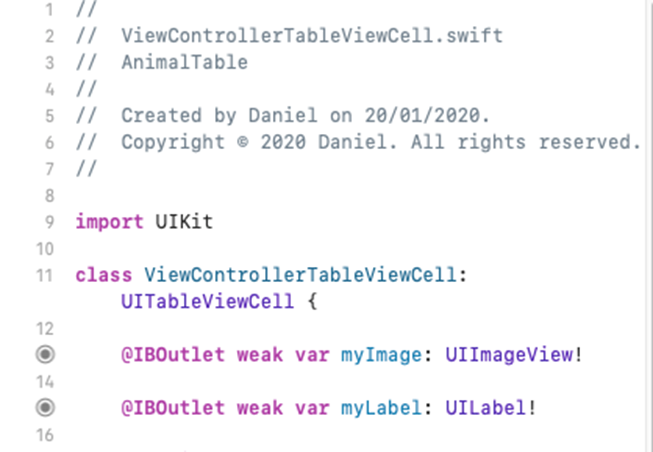 1 //
2 // ViewControllerTableViewCell.swift
3 // AnimalTable
4 //
5 // Created by Daniel on 20/01/2020.
6 // Copyright © 2020 Daniel. All rights reserved.
7 //
8
9 import UIKit
10
11 class ViewControllerTableViewCell:
UITableViewCell {
12
@IBOutlet weak var myImage: UIImageView!
14
@IBOutlet weak var myLabel: UILabel!
16